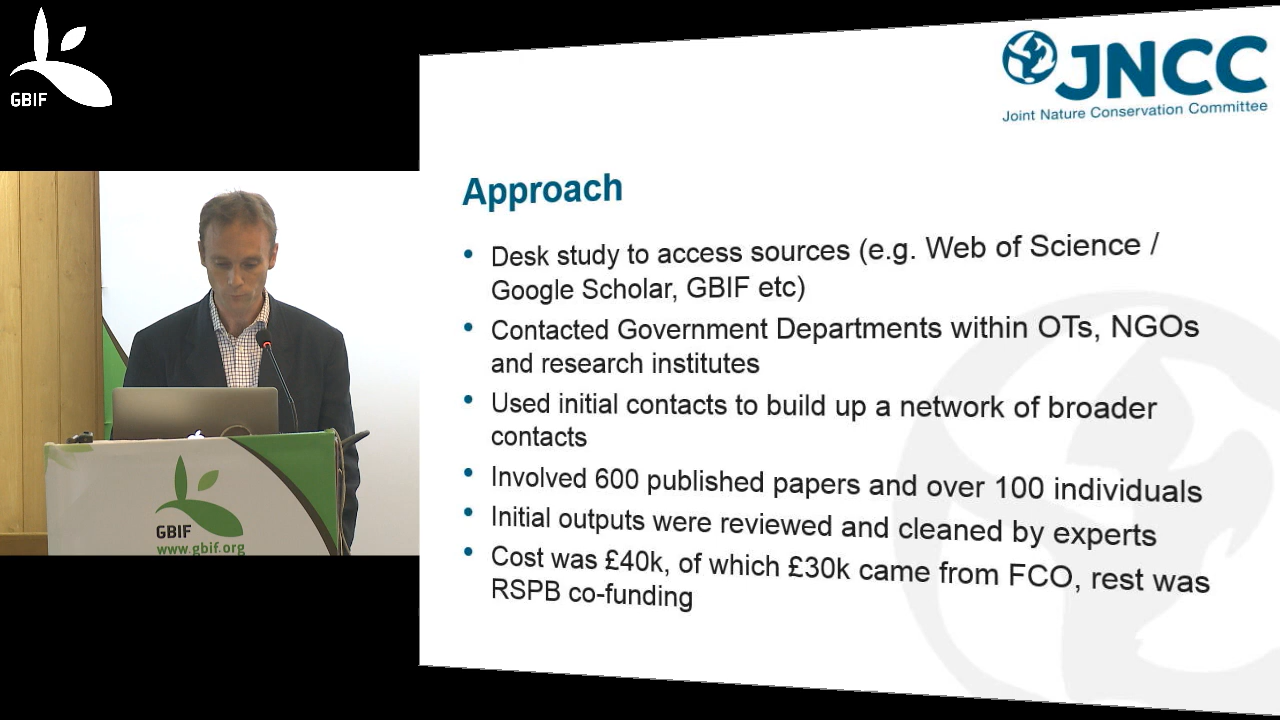 GBIF
JNCC
Joint Nature Conservation Committee
Approach
• Desk study to access sources (e.g. Web of Science /
Google Scholar, GBIF etc)
• Contacted Government Departments within OTs, NGOs
and research institutes
• Used initial contacts to build up a network of broader
contacts
• Involved 600 published papers and over 100 individuals
• Initial outputs were reviewed and cleaned by experts
• Cost was £40k, of which £30k came from FCO, rest was
RSPB co-funding
GBIF
www.gbif.org